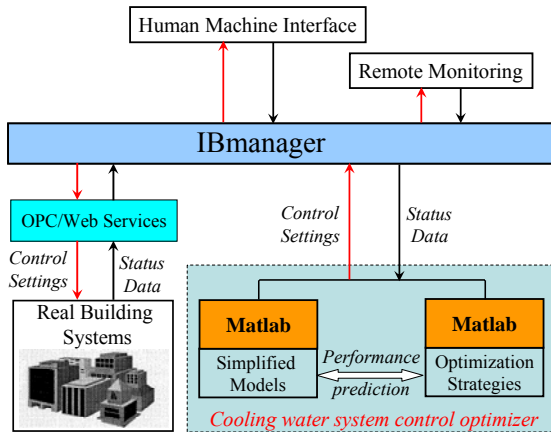 Human Machine Interface
Remote Monitoring
IBmanager
OPC/Web Services
Control
Settings
Status
Data
Control
Settings
Status
Data
Real Building
Systems
Matlab
Simplified
Models
Performance
prediction
Matlab
Optimization
Strategies
Cooling water system control optimizer